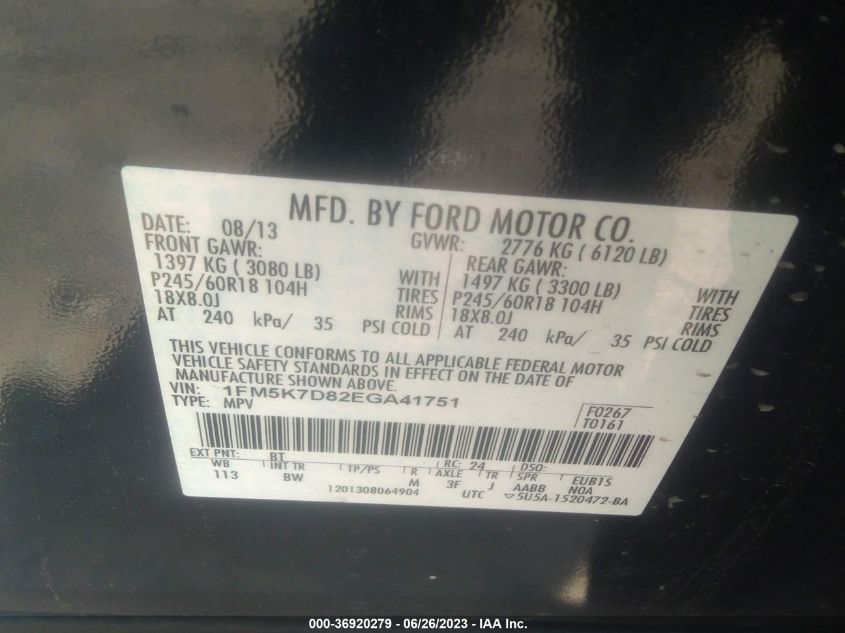 MFD. BY FORD MOTOR CO.
DATE: 08/13 GVWR: 2776 KG ( 6120 LB)
FRONT GAWR: REAR GAWR:
1397 KG ( 3080 LB) WITH 1497 KG ( 3300 LB) WITH
P245/60R18 104H TIRES P245/60R18 104H TIRES
18X8.0J RIMS 18X8.0J RIMS
AT 240 kPa/ 35 PSI COLD AT 240 kPa/ 35 PSI COLD
THIS VEHICLE CONFORMS TO ALL APPLICABLE FEDERAL MOTOR
VEHICLE SAFETY STANDARDS IN EFFECT ON THE DATE OF
MANUFACTURE SHOWN ABOVE.
VIN: 1FM5K7D82EGA41751 F0267
TYPE: MPV T0161
EXT PNT: BT RC: 24 DSO:
WB INT TR TP/PS R AXLE TR SPR EUB15
113 BW M 3F J AABB NOA
1201308064904 UTC 5U5A-1520472-BA
000-36920279 - 06/26/2023 - IAA Inc.